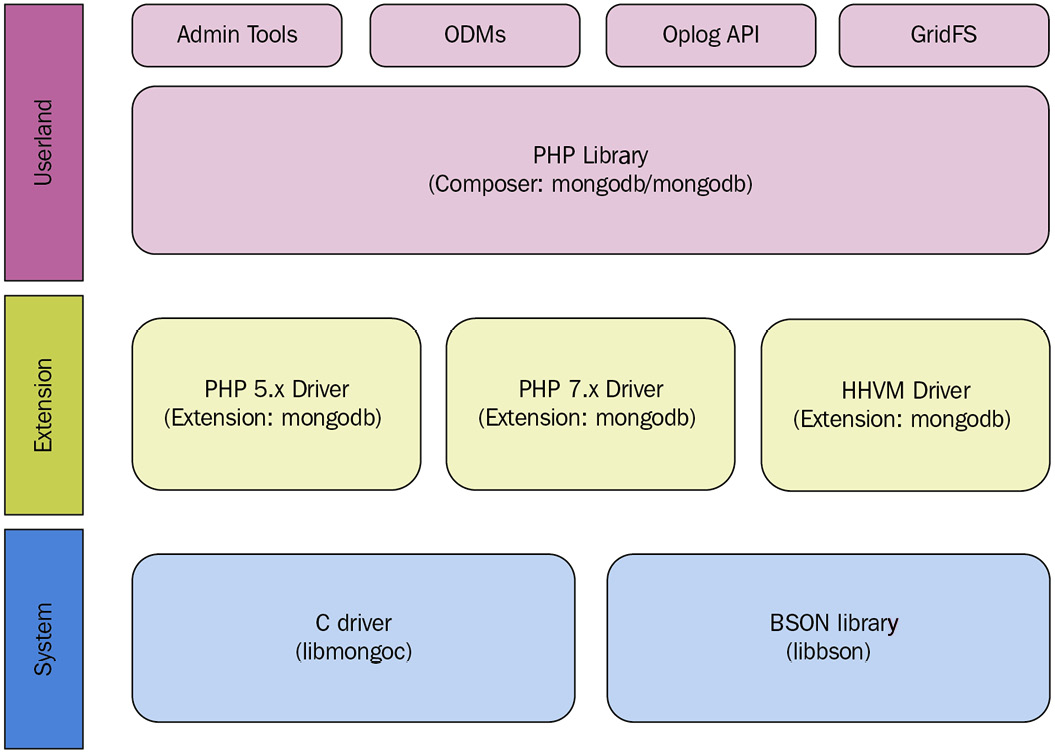 Userland
Admin Tools
ODMs
Oplog API
GridFS
PHP Library
(Composer: mongodb/mongodb)
Extension
PHP 5.x Driver
(Extension: mongodb)
PHP 7.x Driver
(Extension: mongodb)
HHVM Driver
(Extension: mongodb)
System
C driver
(libmongoc)
BSON library
(libbson)